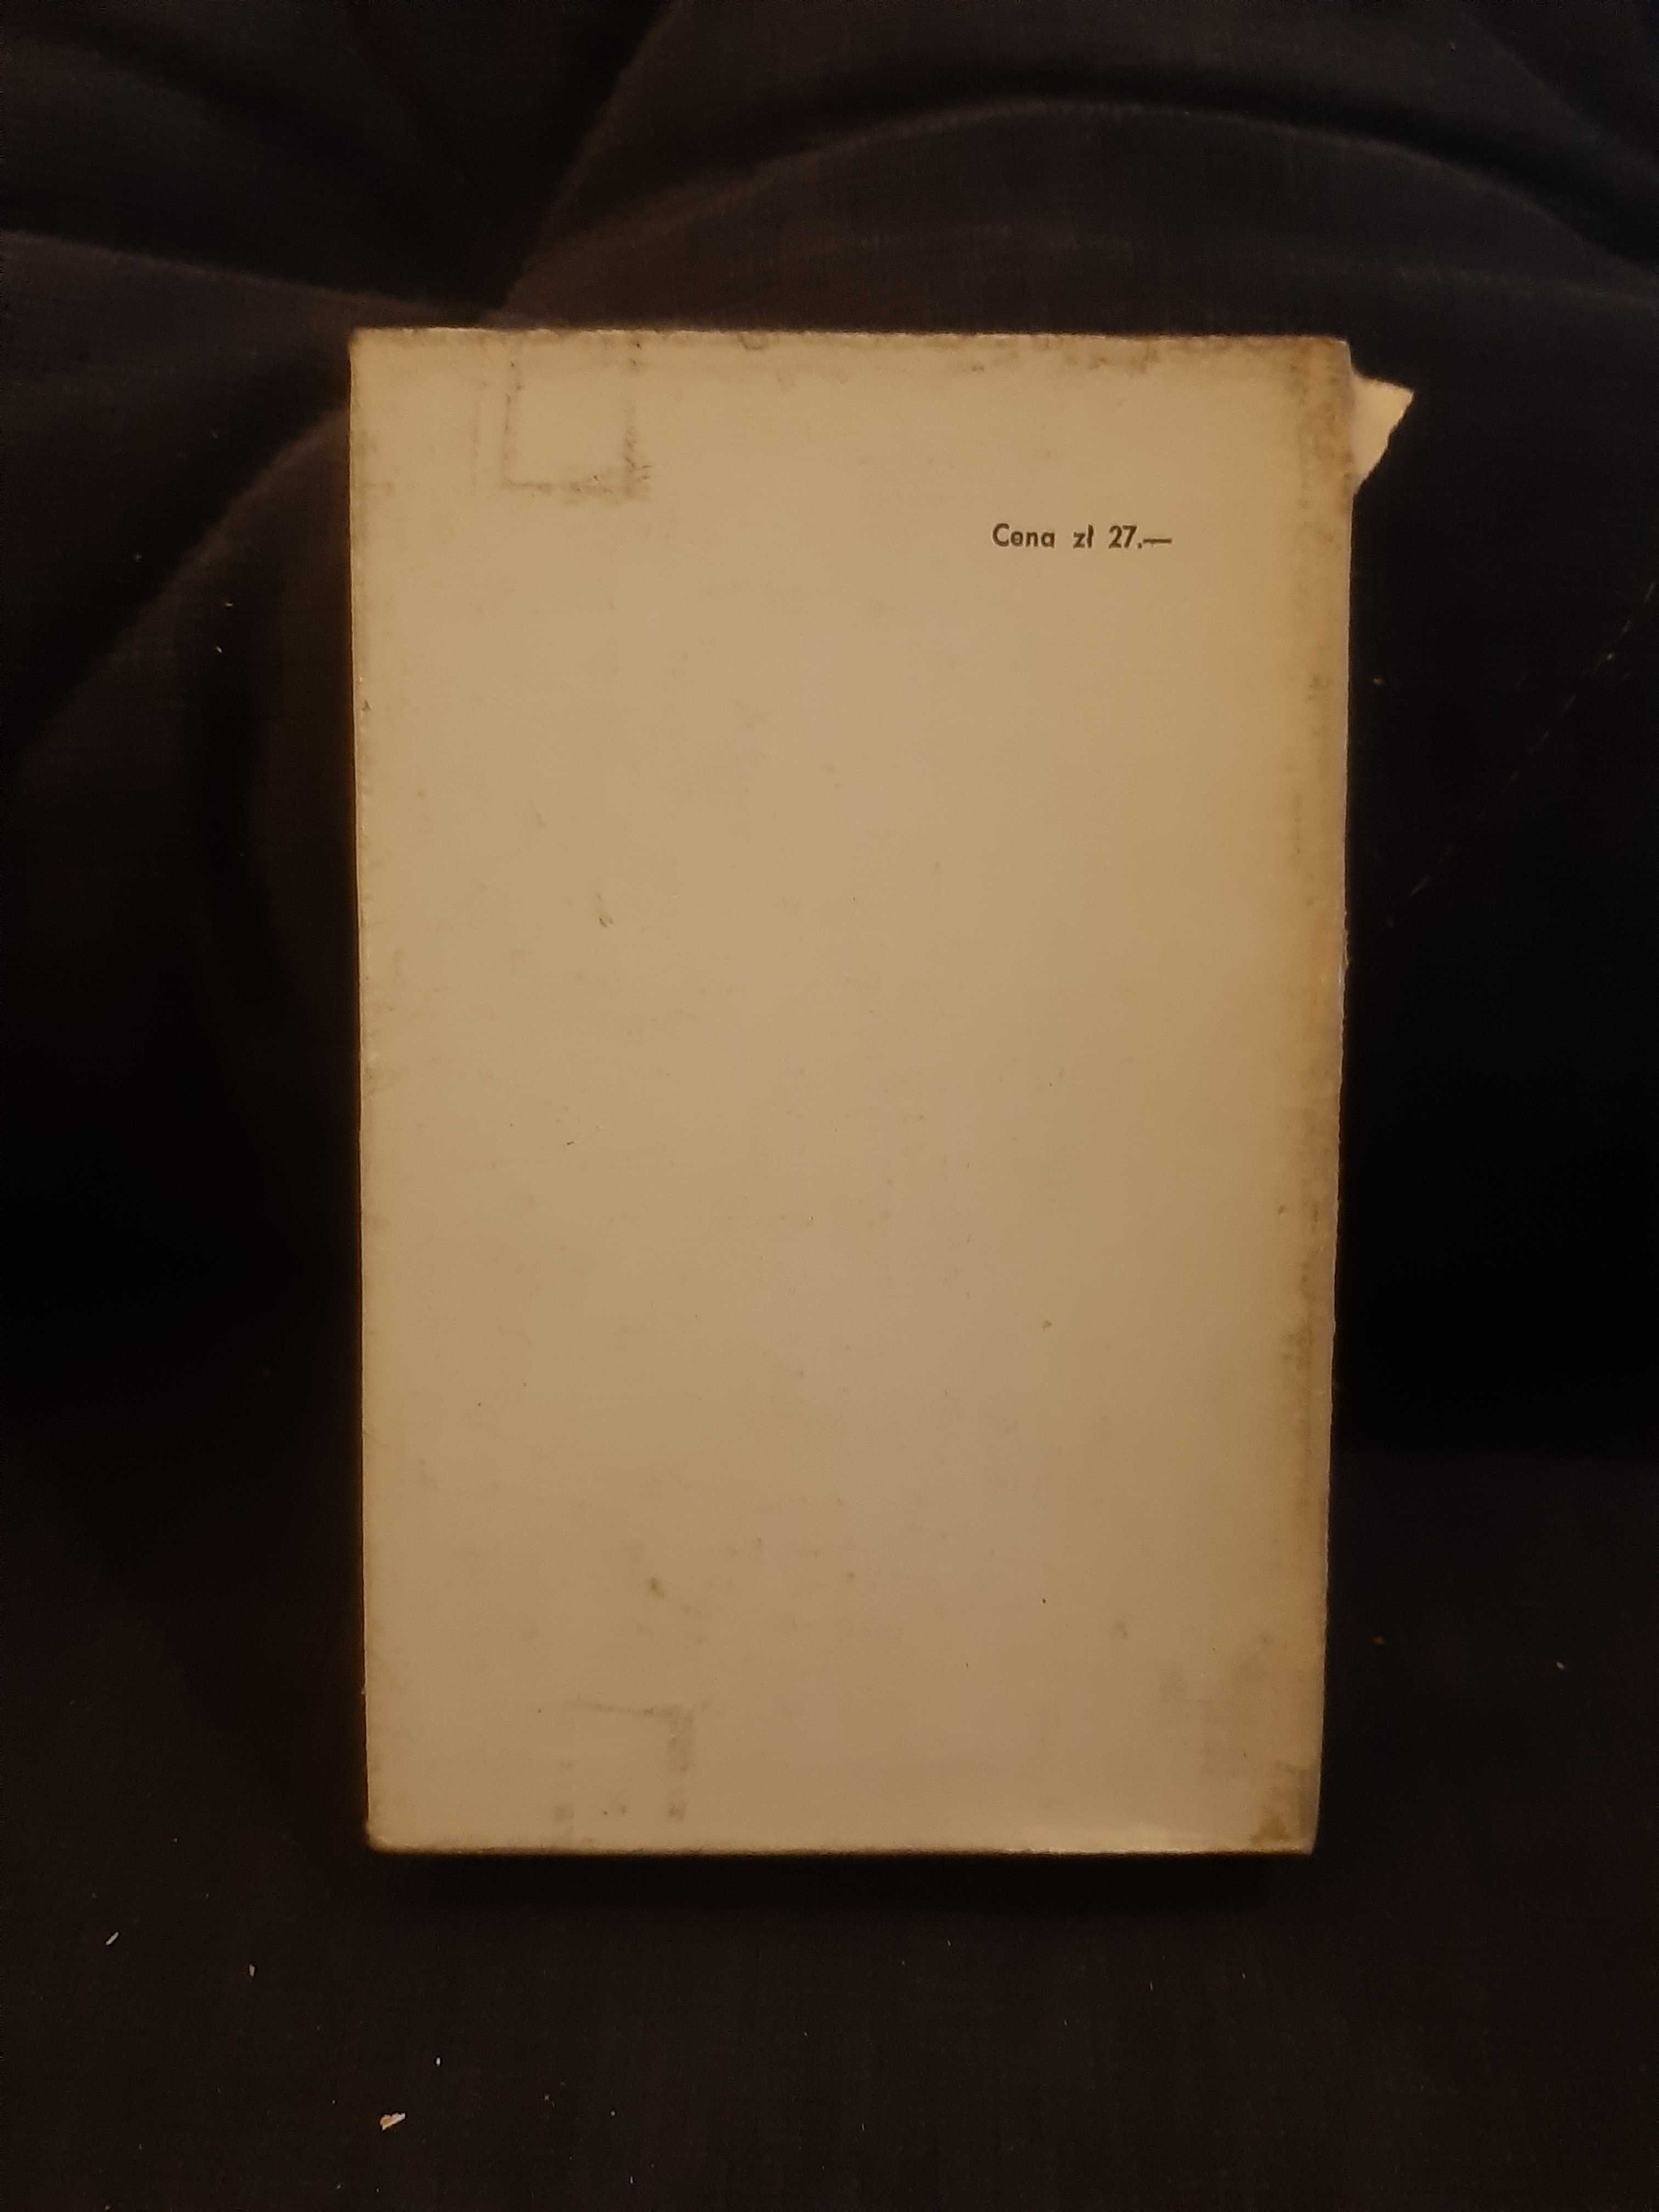 Cena zł 27.—